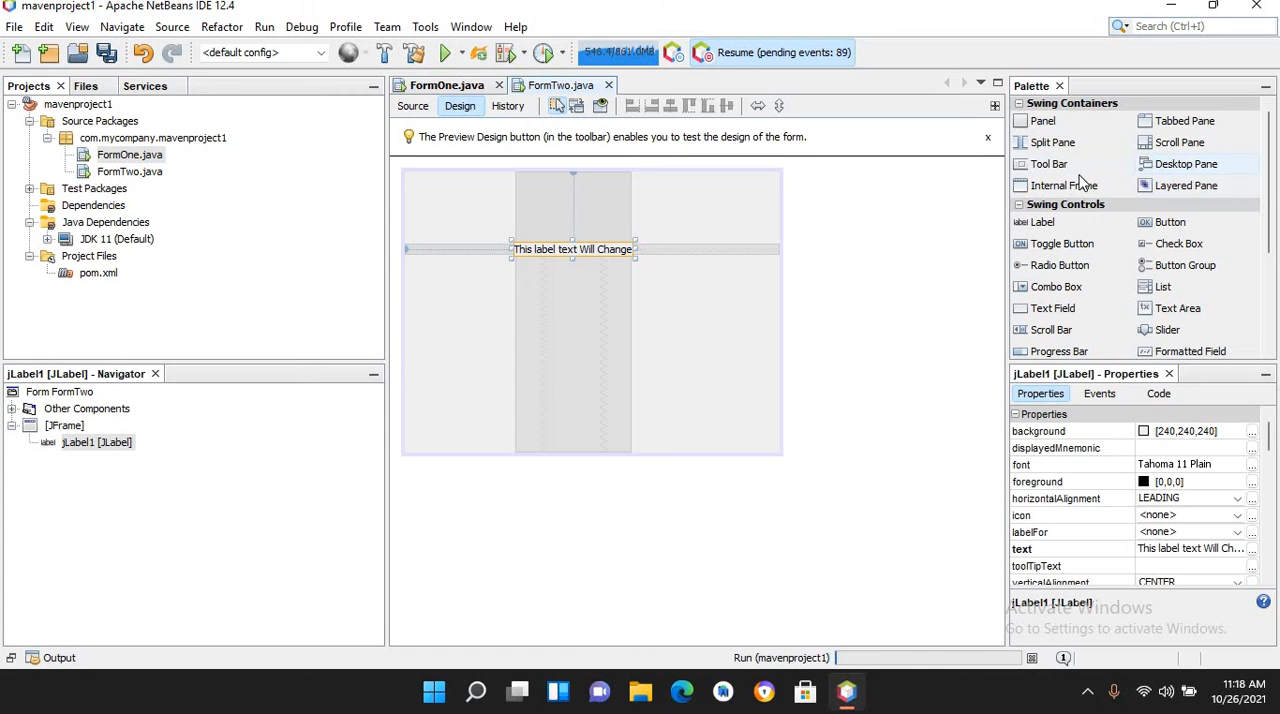 mavenproject1 - Apache NetBeans IDE 12.4
File Edit View Navigate Source Refactor Run Debug Profile Team Tools Window Help
Search (Ctrl+I)
<default config>
Resume (pending events: 89)
Projects Files Services
FormOne.java FormTwo.java
Palette
Source Design History
mavenproject1
Source Packages
com.mycompany.mavenproject1
FormOne.java
FormTwo.java
Test Packages
Dependencies
Java Dependencies
JDK 11 (Default)
Project Files
pom.xml
The Preview Design button (in the toolbar) enables you to test the design of the form.
x
This label text Will Change
Swing Containers
Panel Tabbed Pane
Split Pane Scroll Pane
Tool Bar Desktop Pane
Internal Frame Layered Pane
Swing Controls
Label Button
Toggle Button Check Box
Radio Button Button Group
Combo Box List
Text Field Text Area
Scroll Bar Slider
Progress Bar Formatted Field
jLabel1 [JLabel] - Navigator
Form FormTwo
Other Components
[JFrame]
jLabel1 [JLabel]
jLabel1 [JLabel] - Properties
Properties Events Code
Properties
background [240,240,240]
displayedMnemonic
font Tahoma 11 Plain
foreground [0,0,0]
horizontalAlignment LEADING
icon <none>
labelFor <none>
text This label text Will Ch...
toolTipText
verticalAlignment CENTER
jLabel1 [JLabel]
Activate Windows
Go to Settings to activate Windows.
Output
Run (mavenproject1)
1
11:18 AM
10/26/2021